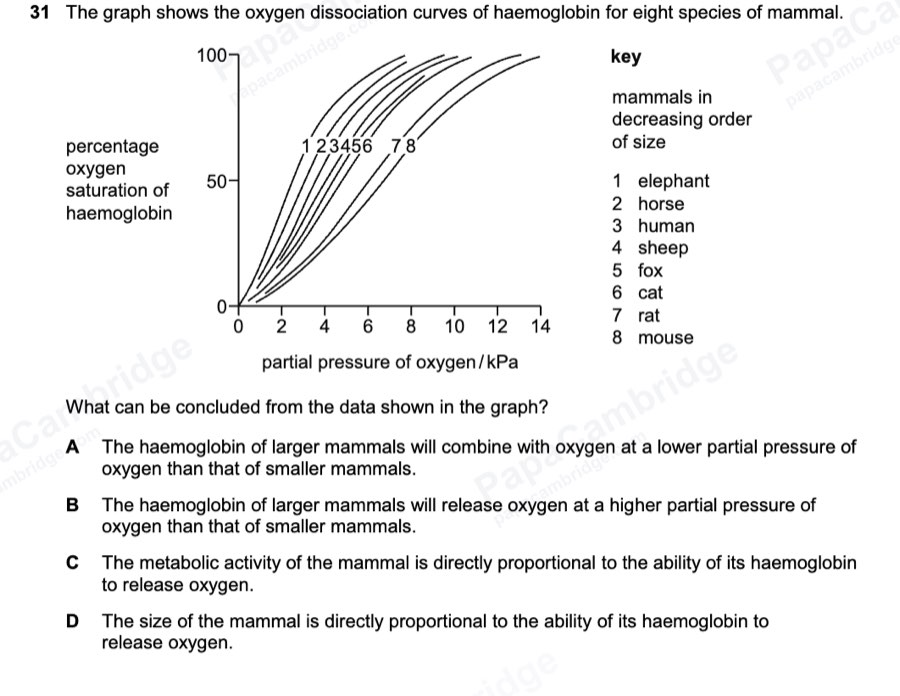 31 The graph shows the oxygen dissociation curves of haemoglobin for eight species of mammal.
100
50
0
percentage
oxygen
saturation of
haemoglobin
1 2 3 4 5 6 7 8
0 2 4 6 8 10 12 14
partial pressure of oxygen / kPa
key
mammals in
decreasing order
of size
1 elephant
2 horse
3 human
4 sheep
5 fox
6 cat
7 rat
8 mouse
What can be concluded from the data shown in the graph?
A The haemoglobin of larger mammals will combine with oxygen at a lower partial pressure of
oxygen than that of smaller mammals.
B The haemoglobin of larger mammals will release oxygen at a higher partial pressure of
oxygen than that of smaller mammals.
C The metabolic activity of the mammal is directly proportional to the ability of its haemoglobin
to release oxygen.
D The size of the mammal is directly proportional to the ability of its haemoglobin to
release oxygen.